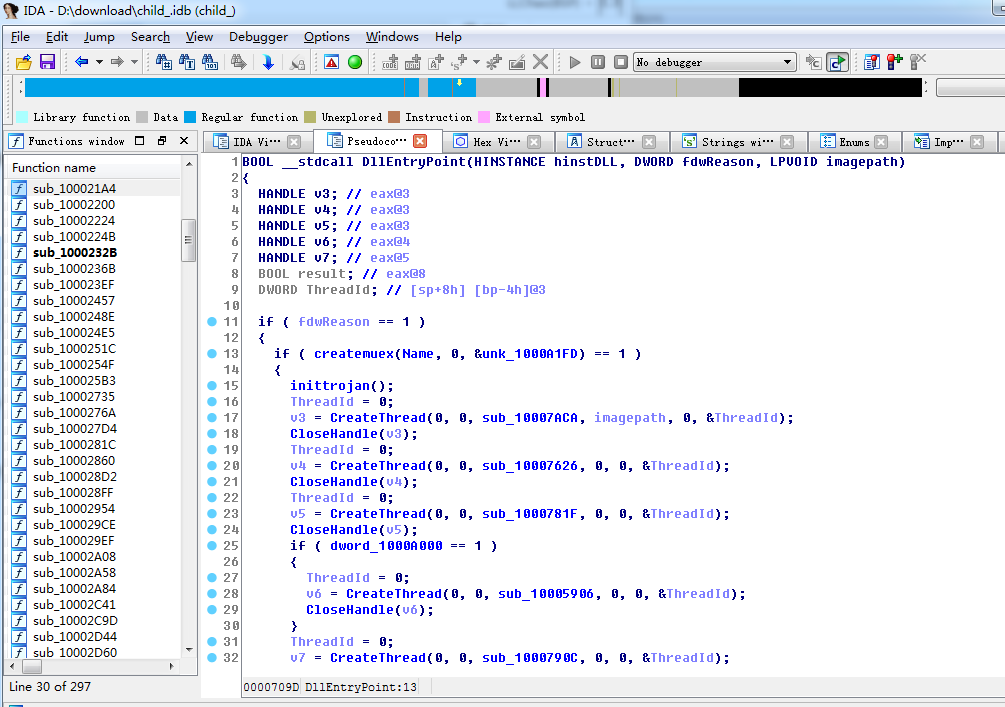 IDA - D:\download\child_.idb (child_)
File Edit Jump Search View Debugger Options Windows Help
No debugger
Library function Data Regular function Unexplored Instruction External symbol
Functions window
IDA Vi··· Pseudoco··· Hex Vi··· Struct··· Strings wi··· Enums Imp···
Function name
sub_100021A4
sub_10002200
sub_10002224
sub_1000224B
sub_1000232B
sub_1000236B
sub_100023EF
sub_10002457
sub_1000248E
sub_100024E5
sub_1000251C
sub_1000254F
sub_100025B3
sub_10002735
sub_1000276A
sub_100027D4
sub_1000281C
sub_10002860
sub_100028D2
sub_100028FF
sub_10002954
sub_100029CE
sub_100029EF
sub_10002A08
sub_10002A58
sub_10002A84
sub_10002C41
sub_10002C9D
sub_10002D44
sub_10002D60
Line 30 of 297
1 BOOL __stdcall DllEntryPoint(HINSTANCE hinstDLL, DWORD fdwReason, LPVOID imagepath)
2 {
3 HANDLE v3; // eax@3
4 HANDLE v4; // eax@3
5 HANDLE v5; // eax@3
6 HANDLE v6; // eax@4
7 HANDLE v7; // eax@5
8 BOOL result; // eax@8
9 DWORD ThreadId; // [sp+8h] [bp-4h]@3
10
11 if ( fdwReason == 1 )
12 {
13 if ( createmuex(Name, 0, &unk_1000A1FD) == 1 )
14 {
15 inittrojan();
16 ThreadId = 0;
17 v3 = CreateThread(0, 0, sub_10007ACA, imagepath, 0, &ThreadId);
18 CloseHandle(v3);
19 ThreadId = 0;
20 v4 = CreateThread(0, 0, sub_10007626, 0, 0, &ThreadId);
21 CloseHandle(v4);
22 ThreadId = 0;
23 v5 = CreateThread(0, 0, sub_1000781F, 0, 0, &ThreadId);
24 CloseHandle(v5);
25 if ( dword_1000A000 == 1 )
26 {
27 ThreadId = 0;
28 v6 = CreateThread(0, 0, sub_10005906, 0, 0, &ThreadId);
29 CloseHandle(v6);
30 }
31 ThreadId = 0;
32 v7 = CreateThread(0, 0, sub_1000790C, 0, 0, &ThreadId);
0000709D DllEntryPoint:13